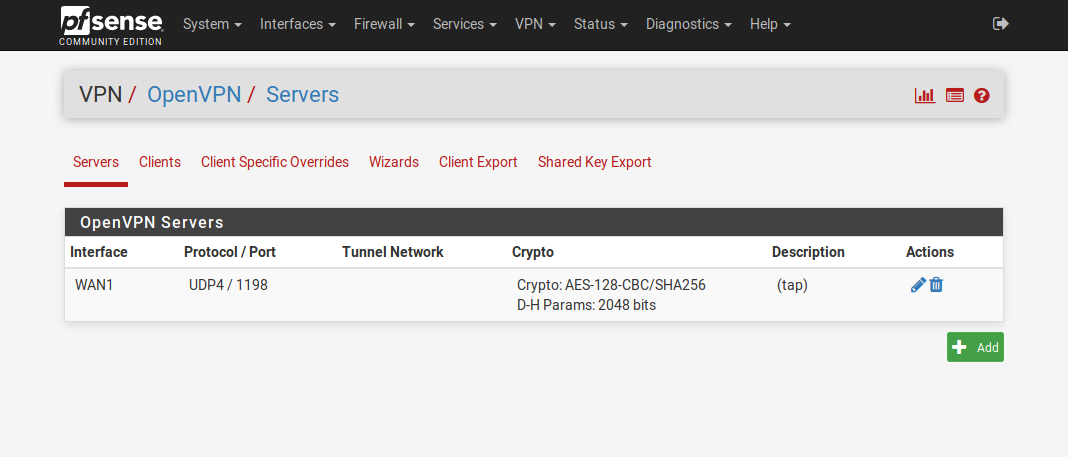 pfsense
COMMUNITY EDITION
System Interfaces Firewall Services VPN Status Diagnostics Help
VPN / OpenVPN / Servers
Servers Clients Client Specific Overrides Wizards Client Export Shared Key Export
OpenVPN Servers
Interface Protocol / Port Tunnel Network Crypto Description Actions
WAN1 UDP4 / 1198 Crypto: AES-128-CBC/SHA256 (tap)
D-H Params: 2048 bits
Add